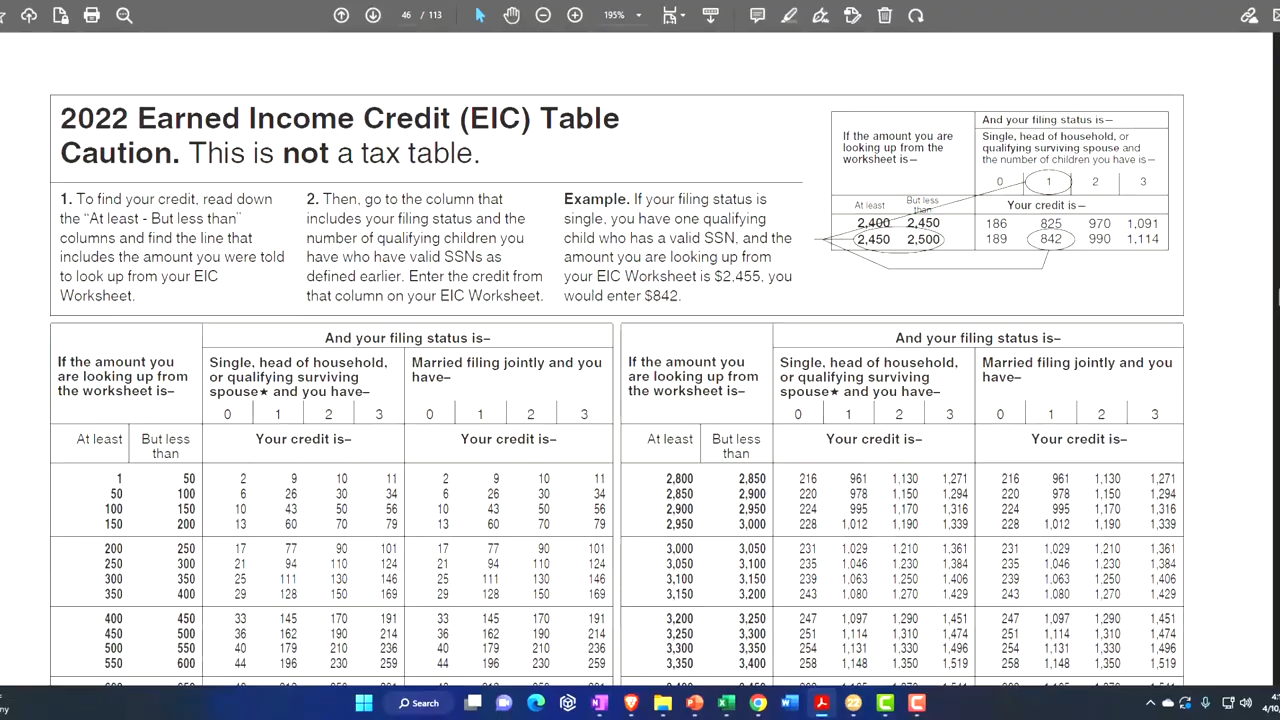 46 / 113
195%
2022 Earned Income Credit (EIC) Table
Caution. This is not a tax table.
1. To find your credit, read down
the “At least - But less than”
columns and find the line that
includes the amount you were told
to look up from your EIC
Worksheet.
2. Then, go to the column that
includes your filing status and the
number of qualifying children you
have who have valid SSNs as
defined earlier. Enter the credit from
that column on your EIC Worksheet.
Example. If your filing status is
single, you have one qualifying
child who has a valid SSN, and the
amount you are looking up from
your EIC Worksheet is $2,455, you
would enter $842.
If the amount you are
looking up from the
worksheet is–
And your filing status is–
Single, head of household, or
qualifying surviving spouse and
the number of children you have is–
0 1 2 3
At least But less than Your credit is–
2,400 2,450 186 825 970 1,091
2,450 2,500 189 842 990 1,114
If the amount you
are looking up from
the worksheet is–
And your filing status is–
Single, head of household,
or qualifying surviving
spouse★ and you have–
Married filing jointly and you
have–
0 1 2 3 0 1 2 3
At least But less than Your credit is– Your credit is–
1 50 2 9 10 11 2 9 10 11
50 100 6 26 30 34 6 26 30 34
100 150 10 43 50 56 10 43 50 56
150 200 13 60 70 79 13 60 70 79
200 250 17 77 90 101 17 77 90 101
250 300 21 94 110 124 21 94 110 124
300 350 25 111 130 146 25 111 130 146
350 400 29 128 150 169 29 128 150 169
400 450 33 145 170 191 33 145 170 191
450 500 36 162 190 214 36 162 190 214
500 550 40 179 210 236 40 179 210 236
550 600 44 196 230 259 44 196 230 259
If the amount you
are looking up from
the worksheet is–
And your filing status is–
Single, head of household,
or qualifying surviving
spouse★ and you have–
Married filing jointly and you
have–
0 1 2 3 0 1 2 3
At least But less than Your credit is– Your credit is–
2,800 2,850 216 961 1,130 1,271 216 961 1,130 1,271
2,850 2,900 220 978 1,150 1,294 220 978 1,150 1,294
2,900 2,950 224 995 1,170 1,316 224 995 1,170 1,316
2,950 3,000 228 1,012 1,190 1,339 228 1,012 1,190 1,339
3,000 3,050 231 1,029 1,210 1,361 231 1,029 1,210 1,361
3,050 3,100 235 1,046 1,230 1,384 235 1,046 1,230 1,384
3,100 3,150 239 1,063 1,250 1,406 239 1,063 1,250 1,406
3,150 3,200 243 1,080 1,270 1,429 243 1,080 1,270 1,429
3,200 3,250 247 1,097 1,290 1,451 247 1,097 1,290 1,451
3,250 3,300 251 1,114 1,310 1,474 251 1,114 1,310 1,474
3,300 3,350 254 1,131 1,330 1,496 254 1,131 1,330 1,496
3,350 3,400 258 1,148 1,350 1,519 258 1,148 1,350 1,519
Search